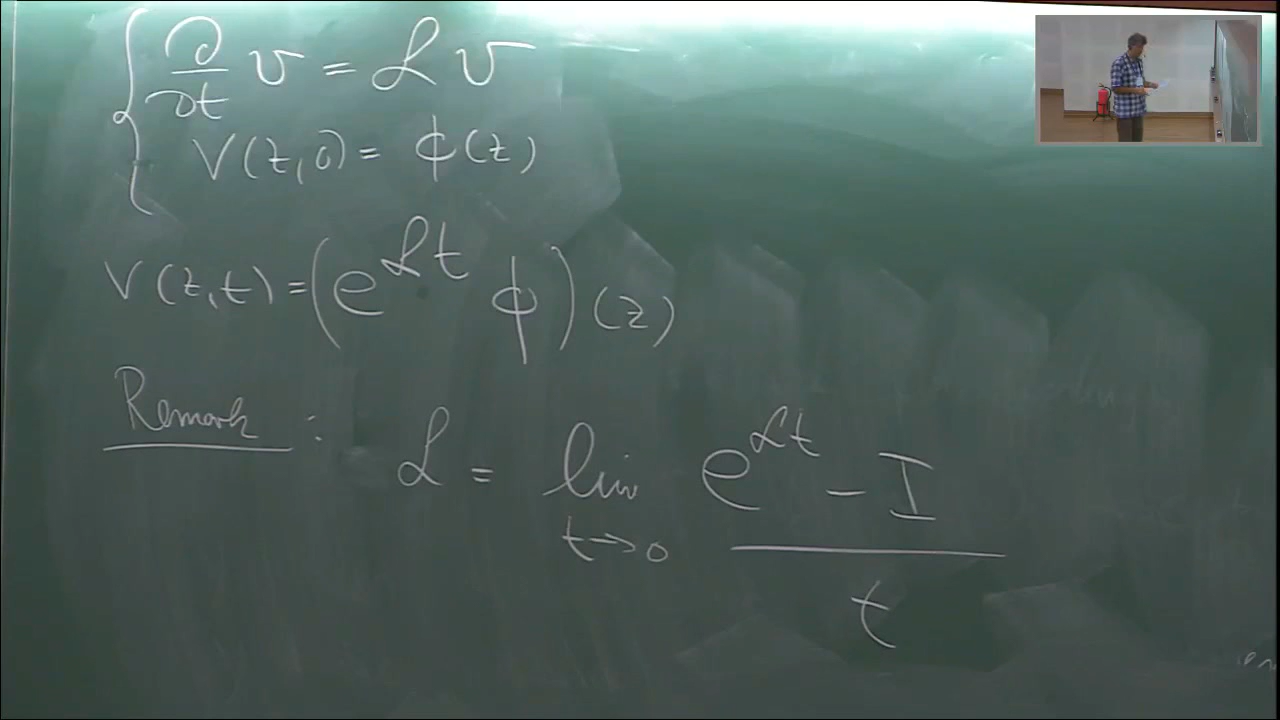 ∂/∂t v = ℒ v
v(z,0) = φ(z)
v(z,t) = (e^{ℒt} φ)(z)
Remark : ℒ = lim_{t→0} (e^{ℒt} − I)/t